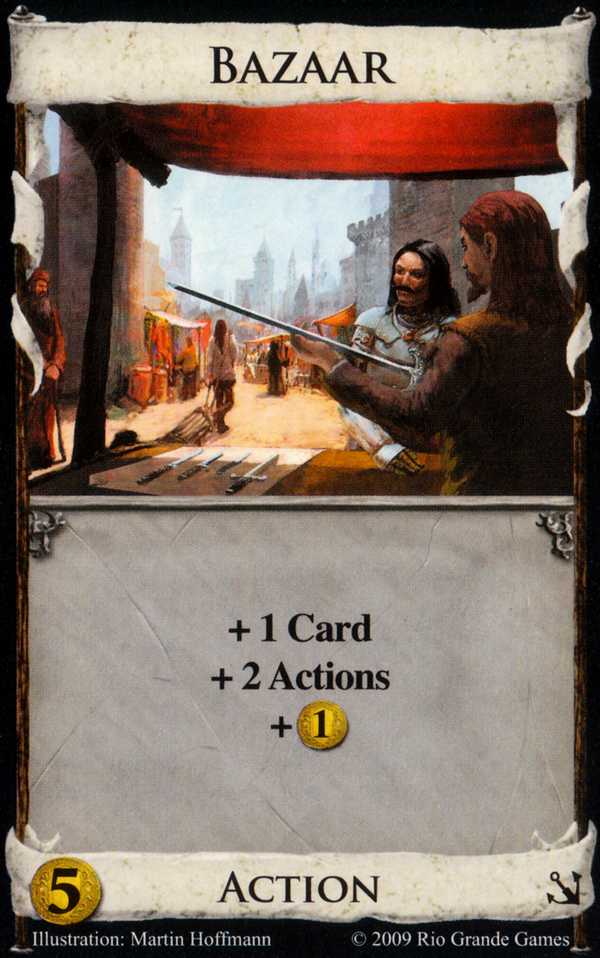 BAZAAR
+ 1 Card
+ 2 Actions
+ 1
5 ACTION
Illustration: Martin Hoffmann © 2009 Rio Grande Games